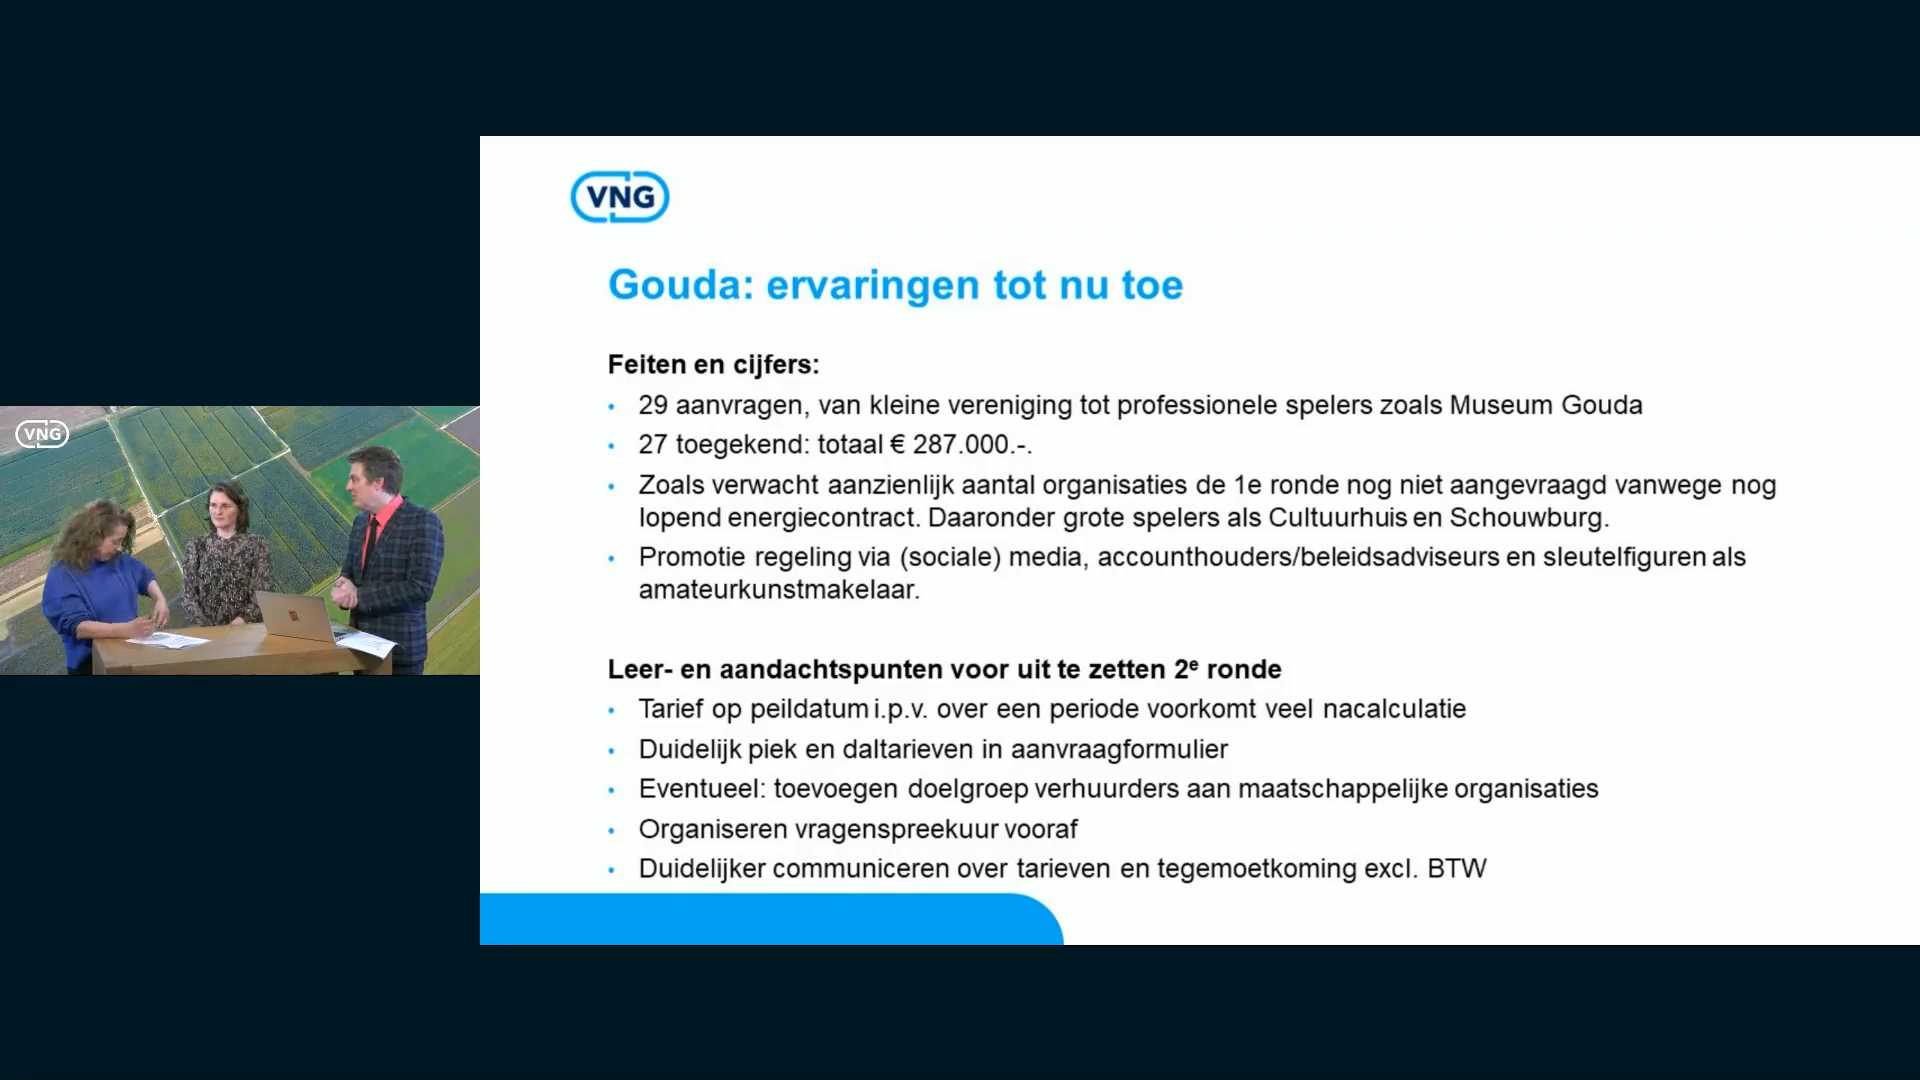 VNG
VNG
Gouda: ervaringen tot nu toe
Feiten en cijfers:
• 29 aanvragen, van kleine vereniging tot professionele spelers zoals Museum Gouda
• 27 toegekend: totaal € 287.000.-.
• Zoals verwacht aanzienlijk aantal organisaties de 1e ronde nog niet aangevraagd vanwege nog
lopend energiecontract. Daaronder grote spelers als Cultuurhuis en Schouwburg.
• Promotie regeling via (sociale) media, accounthouders/beleidsadviseurs en sleutelfiguren als
amateurkunstmakelaar.
Leer- en aandachtspunten voor uit te zetten 2e ronde
• Tarief op peildatum i.p.v. over een periode voorkomt veel nacalculatie
• Duidelijk piek en daltarieven in aanvraagformulier
• Eventueel: toevoegen doelgroep verhuurders aan maatschappelijke organisaties
• Organiseren vragenspreekuur vooraf
• Duidelijker communiceren over tarieven en tegemoetkoming excl. BTW